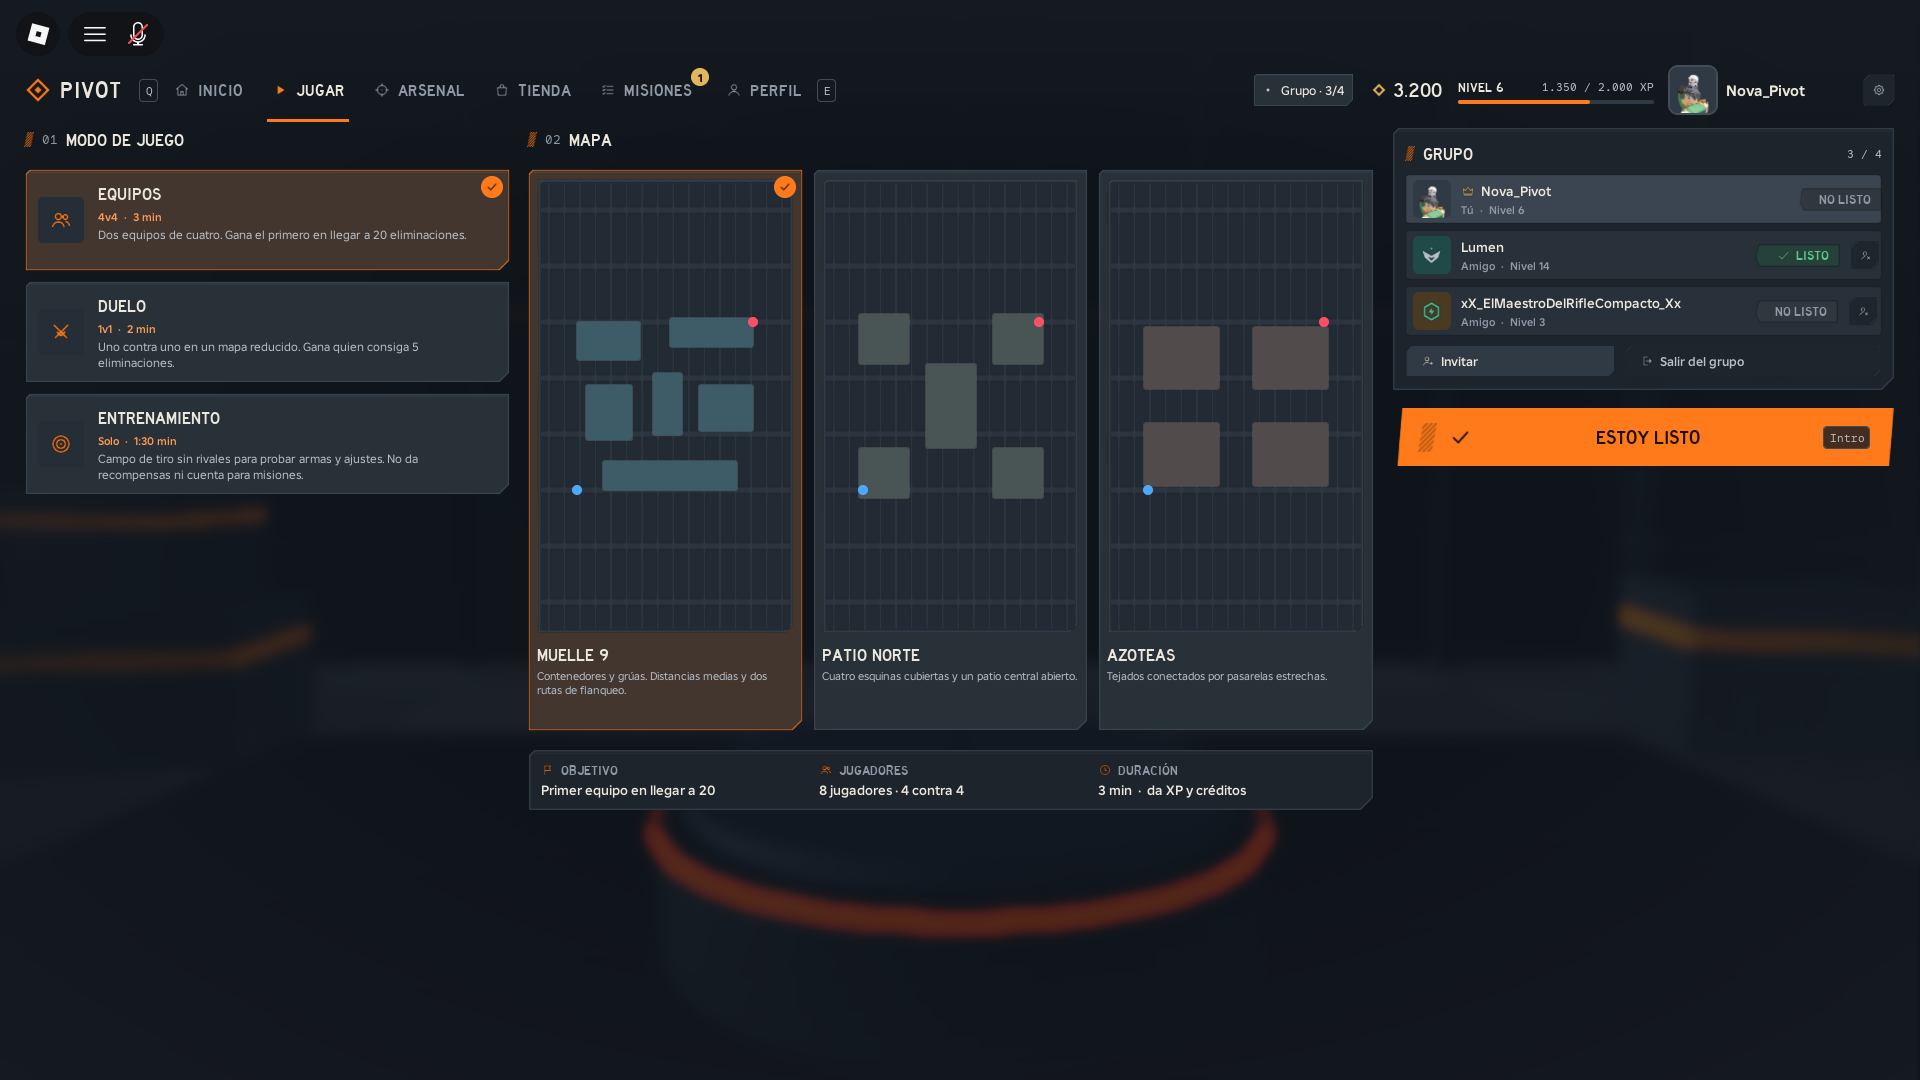 PIVOT
Q
INICIO
JUGAR
ARSENAL
TIENDA
MISIONES
1
PERFIL
E
Grupo · 3/4
3.200
NIVEL 6
1.350 / 2.000 XP
Nova_Pivot
01 MODO DE JUEGO
EQUIPOS
4v4 · 3 min
Dos equipos de cuatro. Gana el primero en llegar a 20 eliminaciones.
DUELO
1v1 · 2 min
Uno contra uno en un mapa reducido. Gana quien consiga 5
eliminaciones.
ENTRENAMIENTO
Solo · 1:30 min
Campo de tiro sin rivales para probar armas y ajustes. No da
recompensas ni cuenta para misiones.
02 MAPA
MUELLE 9
Contenedores y grúas. Distancias medias y dos
rutas de flanqueo.
PATIO NORTE
Cuatro esquinas cubiertas y un patio central abierto.
AZOTEAS
Tejados conectados por pasarelas estrechas.
OBJETIVO
Primer equipo en llegar a 20
JUGADORES
8 jugadores · 4 contra 4
DURACIÓN
3 min · da XP y créditos
GRUPO
3 / 4
Nova_Pivot
Tú · Nivel 6
NO LISTO
Lumen
Amigo · Nivel 14
LISTO
xX_ElMaestroDelRifleCompacto_Xx
Amigo · Nivel 3
NO LISTO
Invitar
Salir del grupo
ESTOY LISTO
Intro